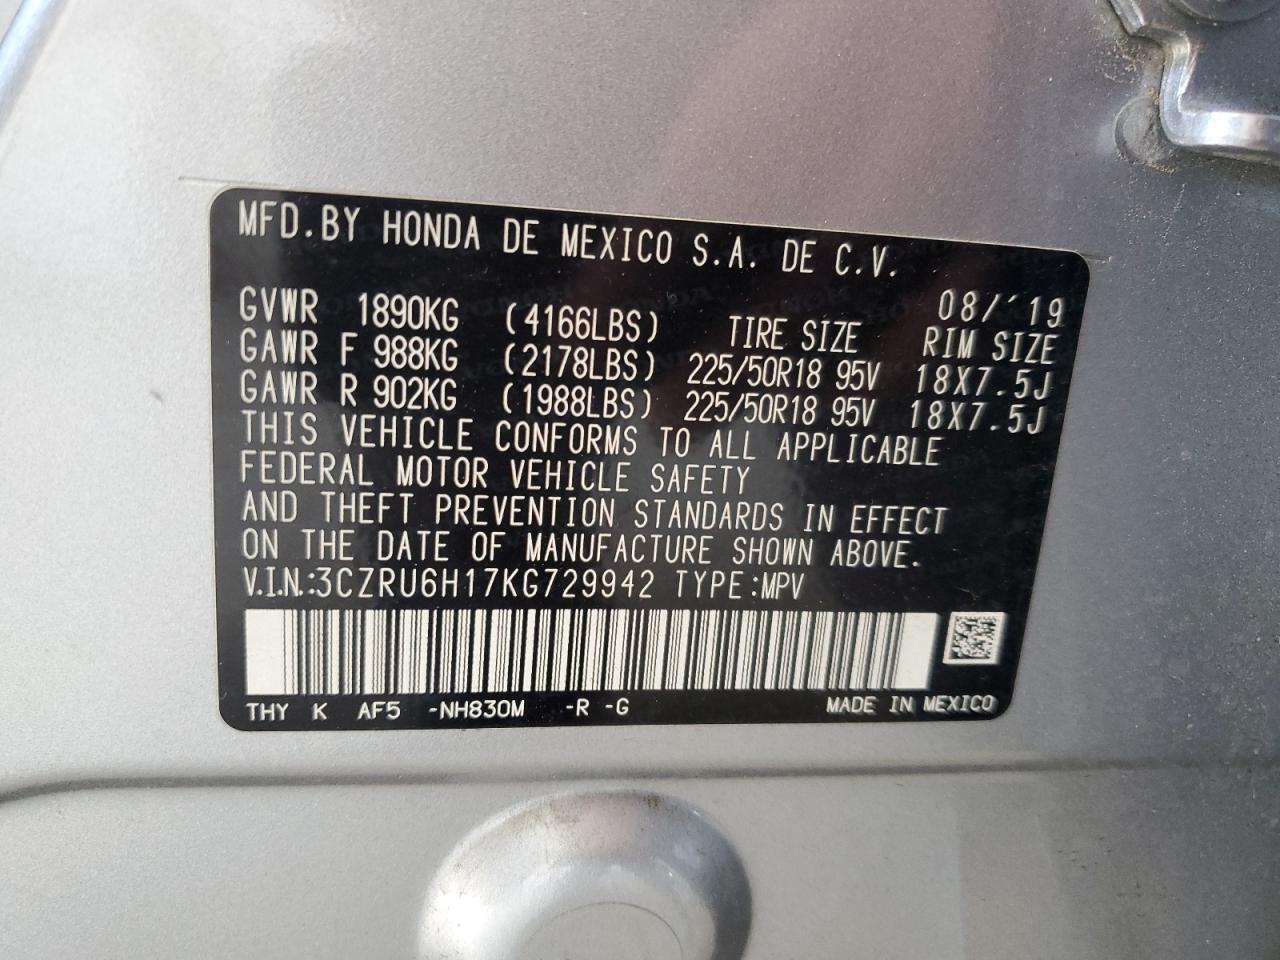 MFD.BY HONDA DE MEXICO S.A. DE C.V.
08/'19
GVWR 1890KG (4166LBS) TIRE SIZE RIM SIZE
GAWR F 988KG (2178LBS) 225/50R18 95V 18X7.5J
GAWR R 902KG (1988LBS) 225/50R18 95V 18X7.5J
THIS VEHICLE CONFORMS TO ALL APPLICABLE
FEDERAL MOTOR VEHICLE SAFETY
AND THEFT PREVENTION STANDARDS IN EFFECT
ON THE DATE OF MANUFACTURE SHOWN ABOVE.
V.I.N.:3CZRU6H17KG729942 TYPE:MPV
THY K AF5 -NH830M -R -G MADE IN MEXICO